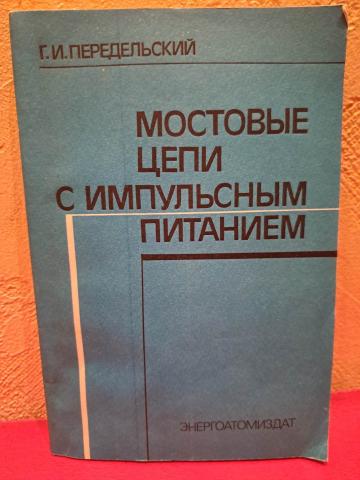 Г.И.ПЕРЕДЕЛЬСКИЙ
МОСТОВЫЕ
ЦЕПИ
С ИМПУЛЬСНЫМ
ПИТАНИЕМ
ЭНЕРГОАТОМИЗДАТ